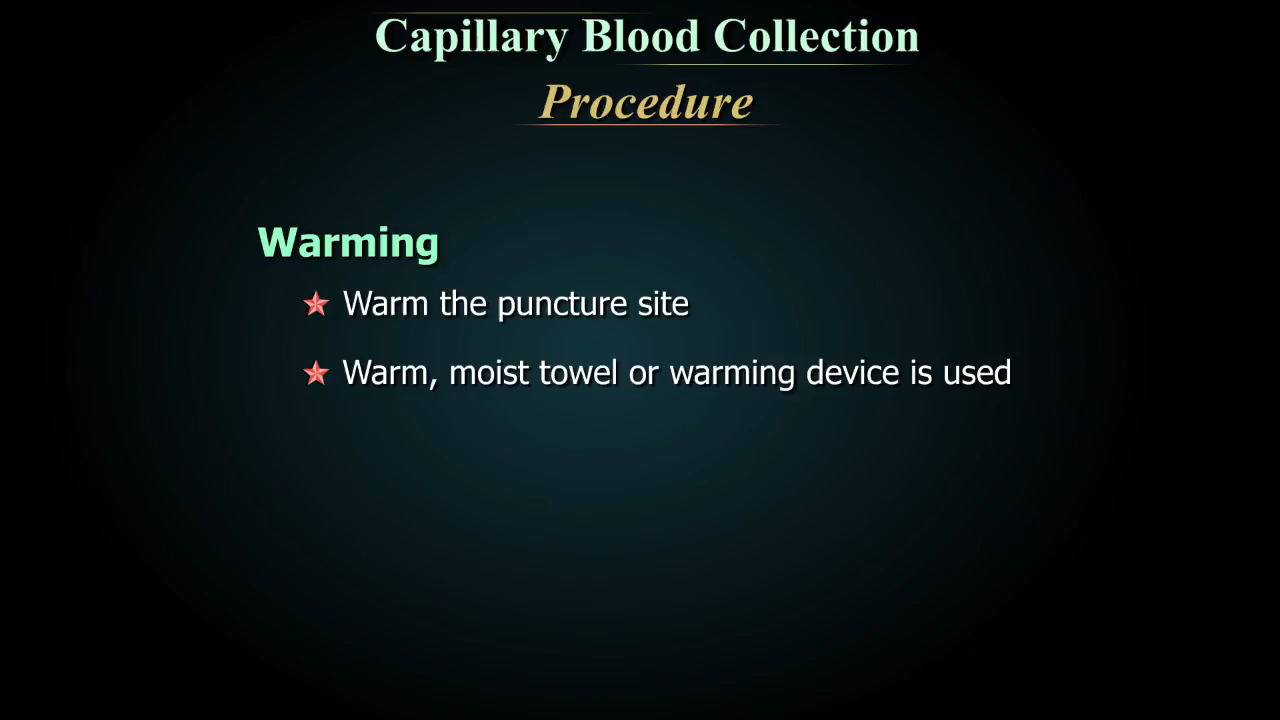 Capillary Blood Collection
Procedure
Warming
Warm the puncture site
Warm, moist towel or warming device is used